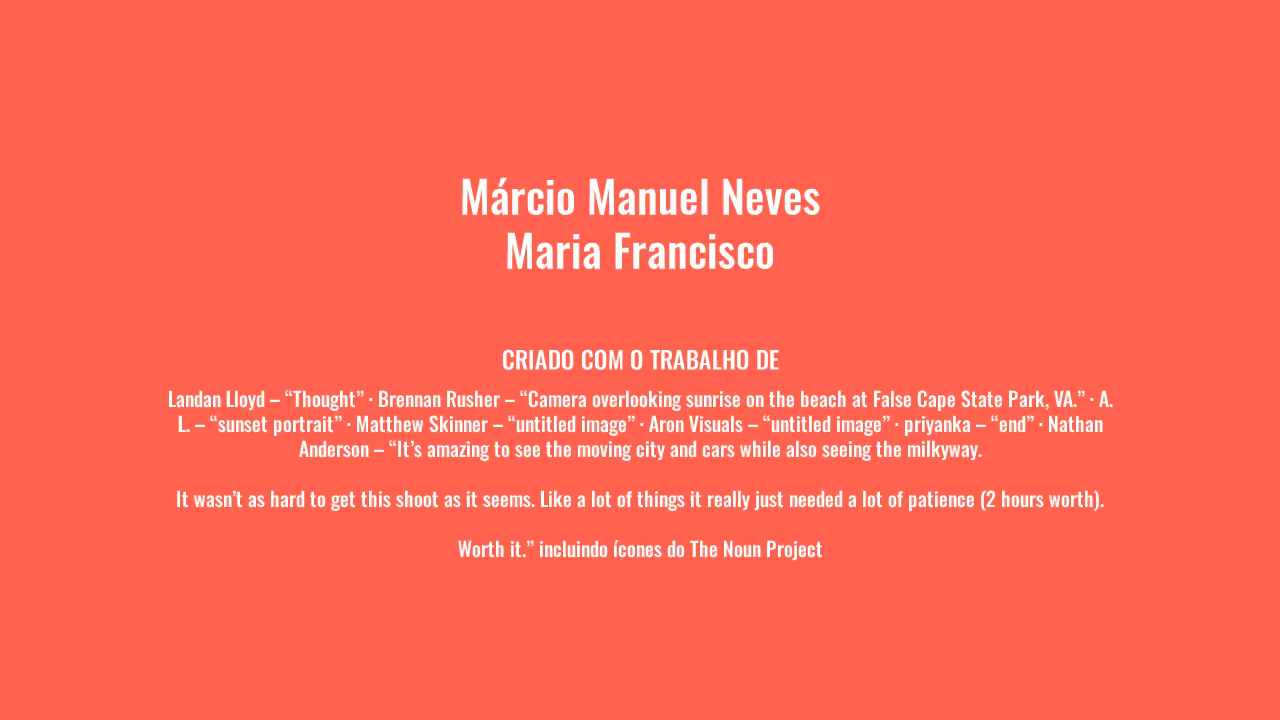 Márcio Manuel Neves
Maria Francisco
CRIADO COM O TRABALHO DE
Landan Lloyd – “Thought” · Brennan Rusher – “Camera overlooking sunrise on the beach at False Cape State Park, VA.” · A.
L. – “sunset portrait” · Matthew Skinner – “untitled image” · Aron Visuals – “untitled image” · priyanka – “end” · Nathan
Anderson – “It’s amazing to see the moving city and cars while also seeing the milkyway.
It wasn’t as hard to get this shoot as it seems. Like a lot of things it really just needed a lot of patience (2 hours worth).
Worth it.” incluindo ícones do The Noun Project